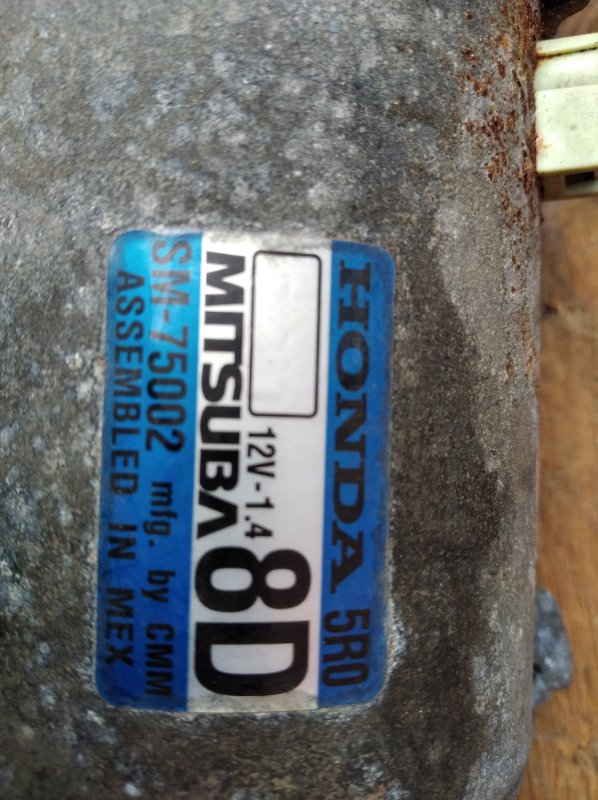 HONDA 5R0
12V-1.4
8D
MITSUBA
SM-75002 mfg. by CMM
ASSEMBLED IN MEX